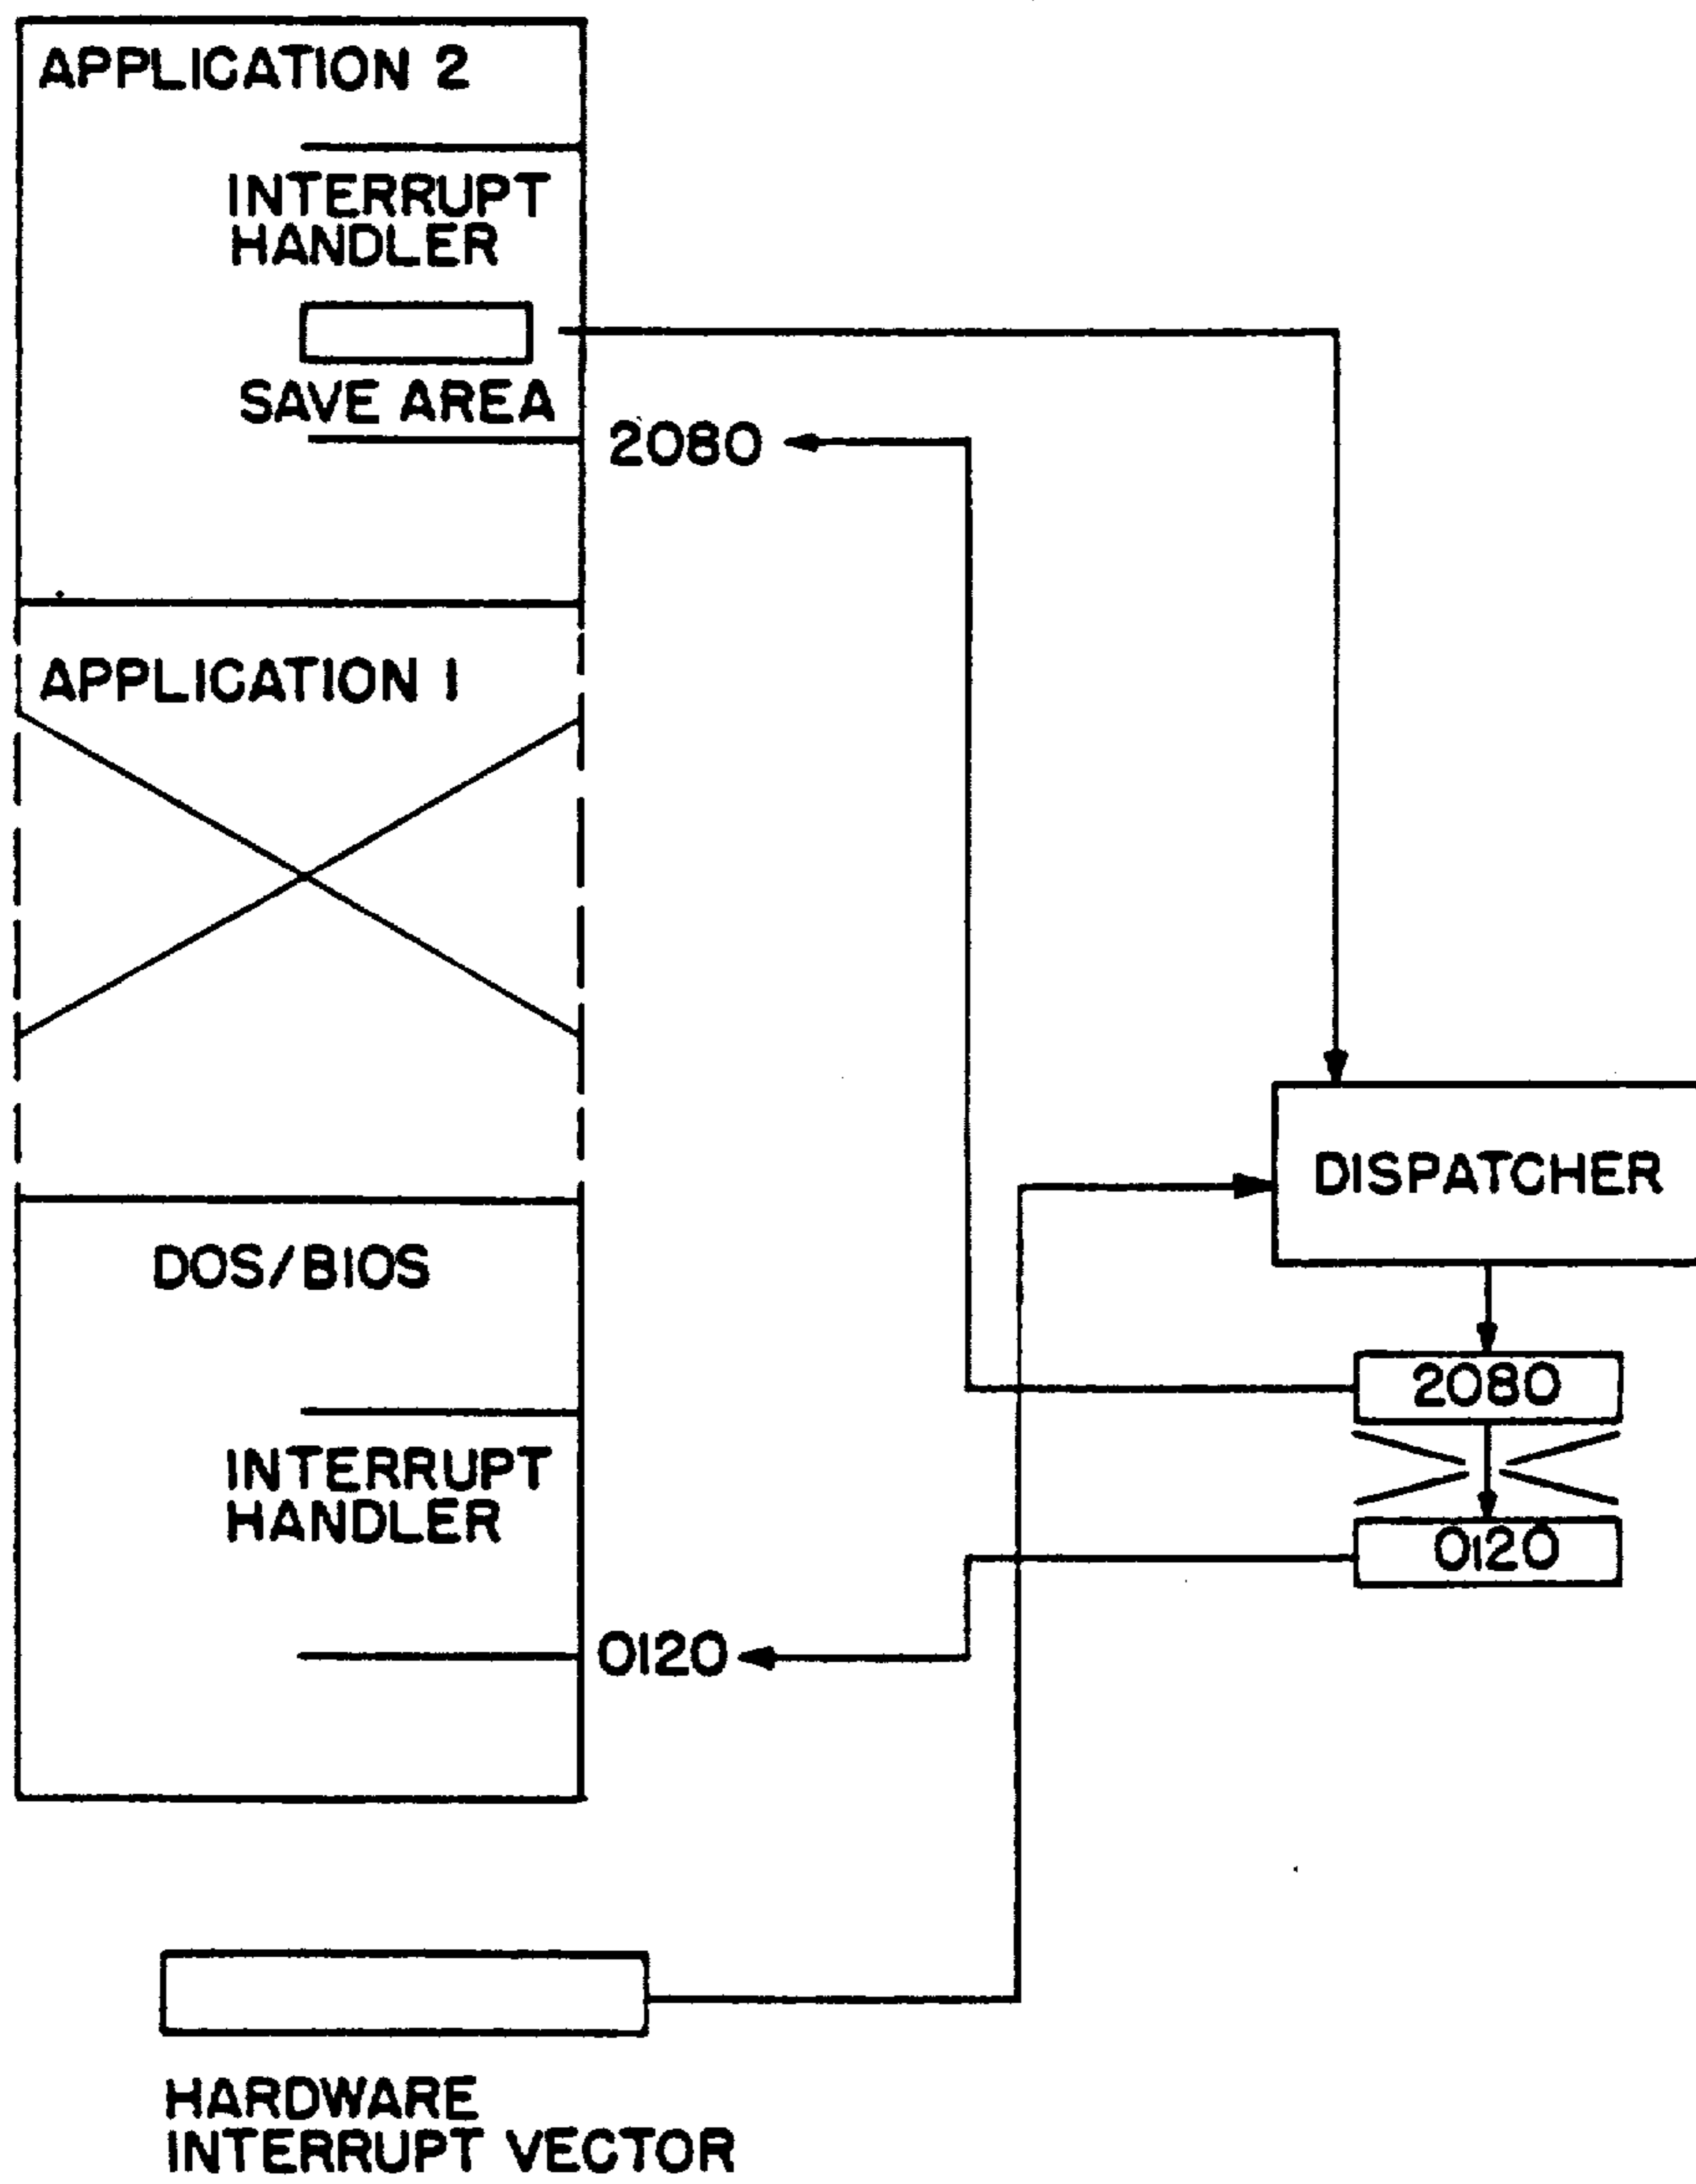 APPLICATION 2
INTERRUPT
HANDLER
SAVE AREA
2080
APPLICATION 1
DISPATCHER
DOS/BIOS
2080
INTERRUPT
HANDLER
0120
0120
HARDWARE
INTERRUPT VECTOR